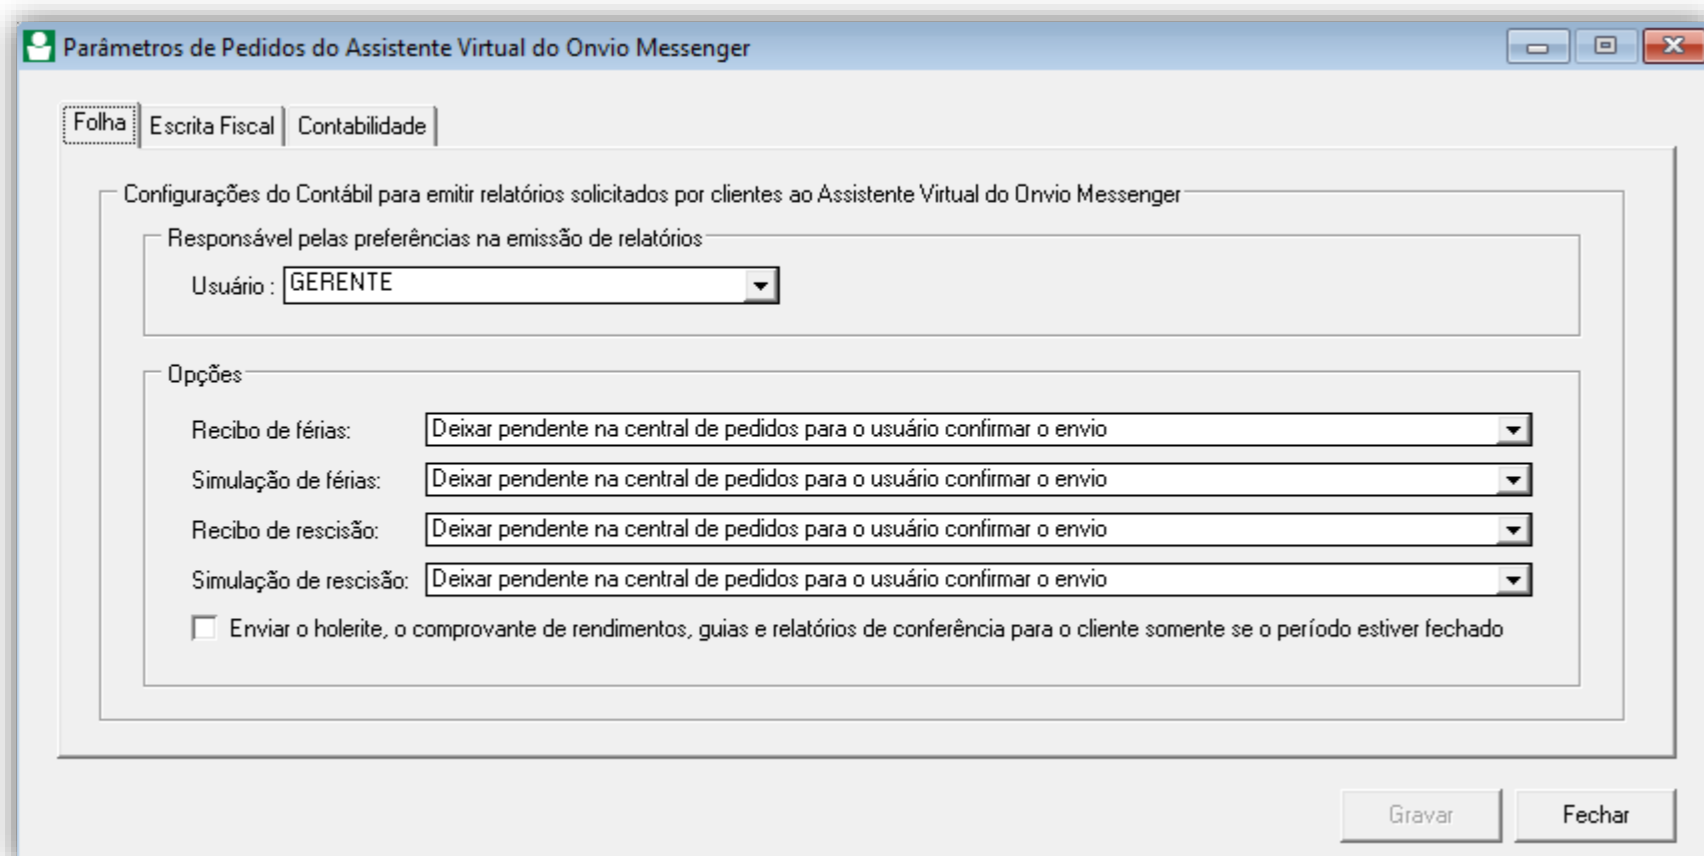 Parâmetros de Pedidos do Assistente Virtual do Onvio Messenger
Folha Escrita Fiscal Contabilidade
Configurações do Contábil para emitir relatórios solicitados por clientes ao Assistente Virtual do Onvio Messenger
Responsável pelas preferências na emissão de relatórios
Usuário : GERENTE
Opções
Recibo de férias: Deixar pendente na central de pedidos para o usuário confirmar o envio
Simulação de férias: Deixar pendente na central de pedidos para o usuário confirmar o envio
Recibo de rescisão: Deixar pendente na central de pedidos para o usuário confirmar o envio
Simulação de rescisão: Deixar pendente na central de pedidos para o usuário confirmar o envio
Enviar o holerite, o comprovante de rendimentos, guias e relatórios de conferência para o cliente somente se o período estiver fechado
Gravar Fechar